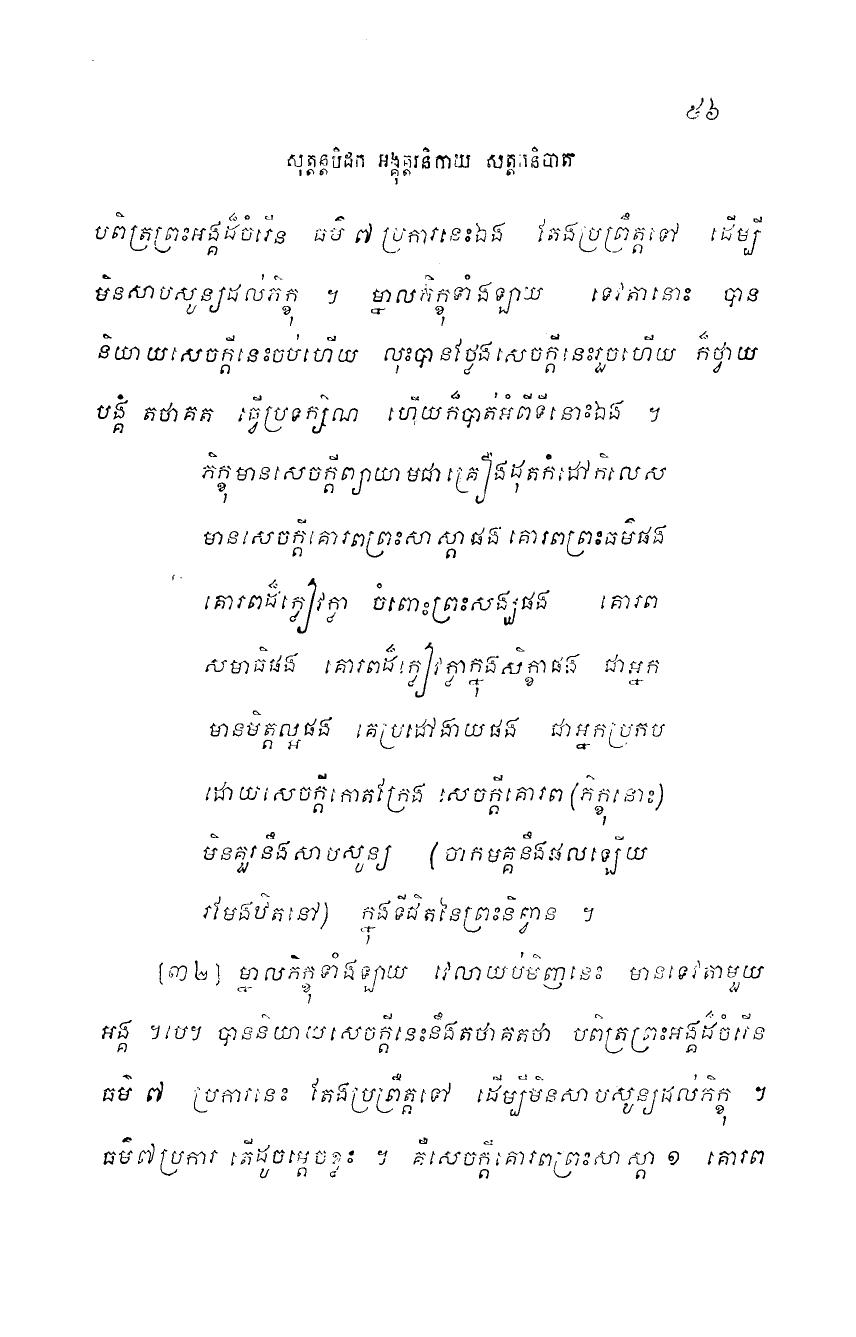 ៥៦
សុត្តន្តបិដក អង្គុត្តរនិកាយ សត្តកនិបាត
បពិត្រព្រះអង្គដ៏ចំរើន ធម៌ ៧ ប្រការនេះឯង តែងប្រព្រឹត្តទៅ ដើម្បី
មិនសាបសូន្យដល់ភិក្ខុ ។ ម្នាលភិក្ខុទាំងឡាយ ទេវតានោះ បាន
និយាយសេចក្តីនេះចប់ហើយ លុះបានថ្លែងសេចក្តីនេះរួចហើយ ក៏ថ្វាយ
បង្គំ តថាគត ធ្វើប្រទក្សិណ ហើយក៏បាត់អំពីទីនោះឯង ។
ភិក្ខុមានសេចក្តីព្យាយាមជាគ្រឿងដុតកំដៅកិលេស
មានសេចក្តីគោរពព្រះសាស្តាផង គោរពព្រះធម៌ផង
គោរពដ៏ក្លៀវក្លា ចំពោះព្រះសង្ឃផង គោរព
សមាធិផង គោរពដ៏ក្លៀវក្លាក្នុងសិក្ខាផង ជាអ្នក
មានមិត្តល្អផង គេប្រដៅងាយផង ជាអ្នកប្រកប
ដោយសេចក្តីកោតក្រែង សេចក្តីគោរព (ភិក្ខុនោះ)
មិនគួរនឹងសាបសូន្យ (ចាកមគ្គនឹងផលឡើយ
រមែងឋិតនៅ) ក្នុងទីជិតនៃព្រះនិព្វាន ។
[៣២] ម្នាលភិក្ខុទាំងឡាយ វេលាយប់មិញនេះ មានទេវតាមួយ
អង្គ ។បេ។ បាននិយាយសេចក្តីនេះនឹងតថាគតថា បពិត្រព្រះអង្គដ៏ចំរើន
ធម៌ ៧ ប្រការនេះ តែងប្រព្រឹត្តទៅ ដើម្បីមិនសាបសូន្យដល់ភិក្ខុ ។
ធម៌៧ប្រការ តើដូចម្តេចខ្លះ ។ គឺសេចក្តីគោរពព្រះសាស្តា ១ គោរព